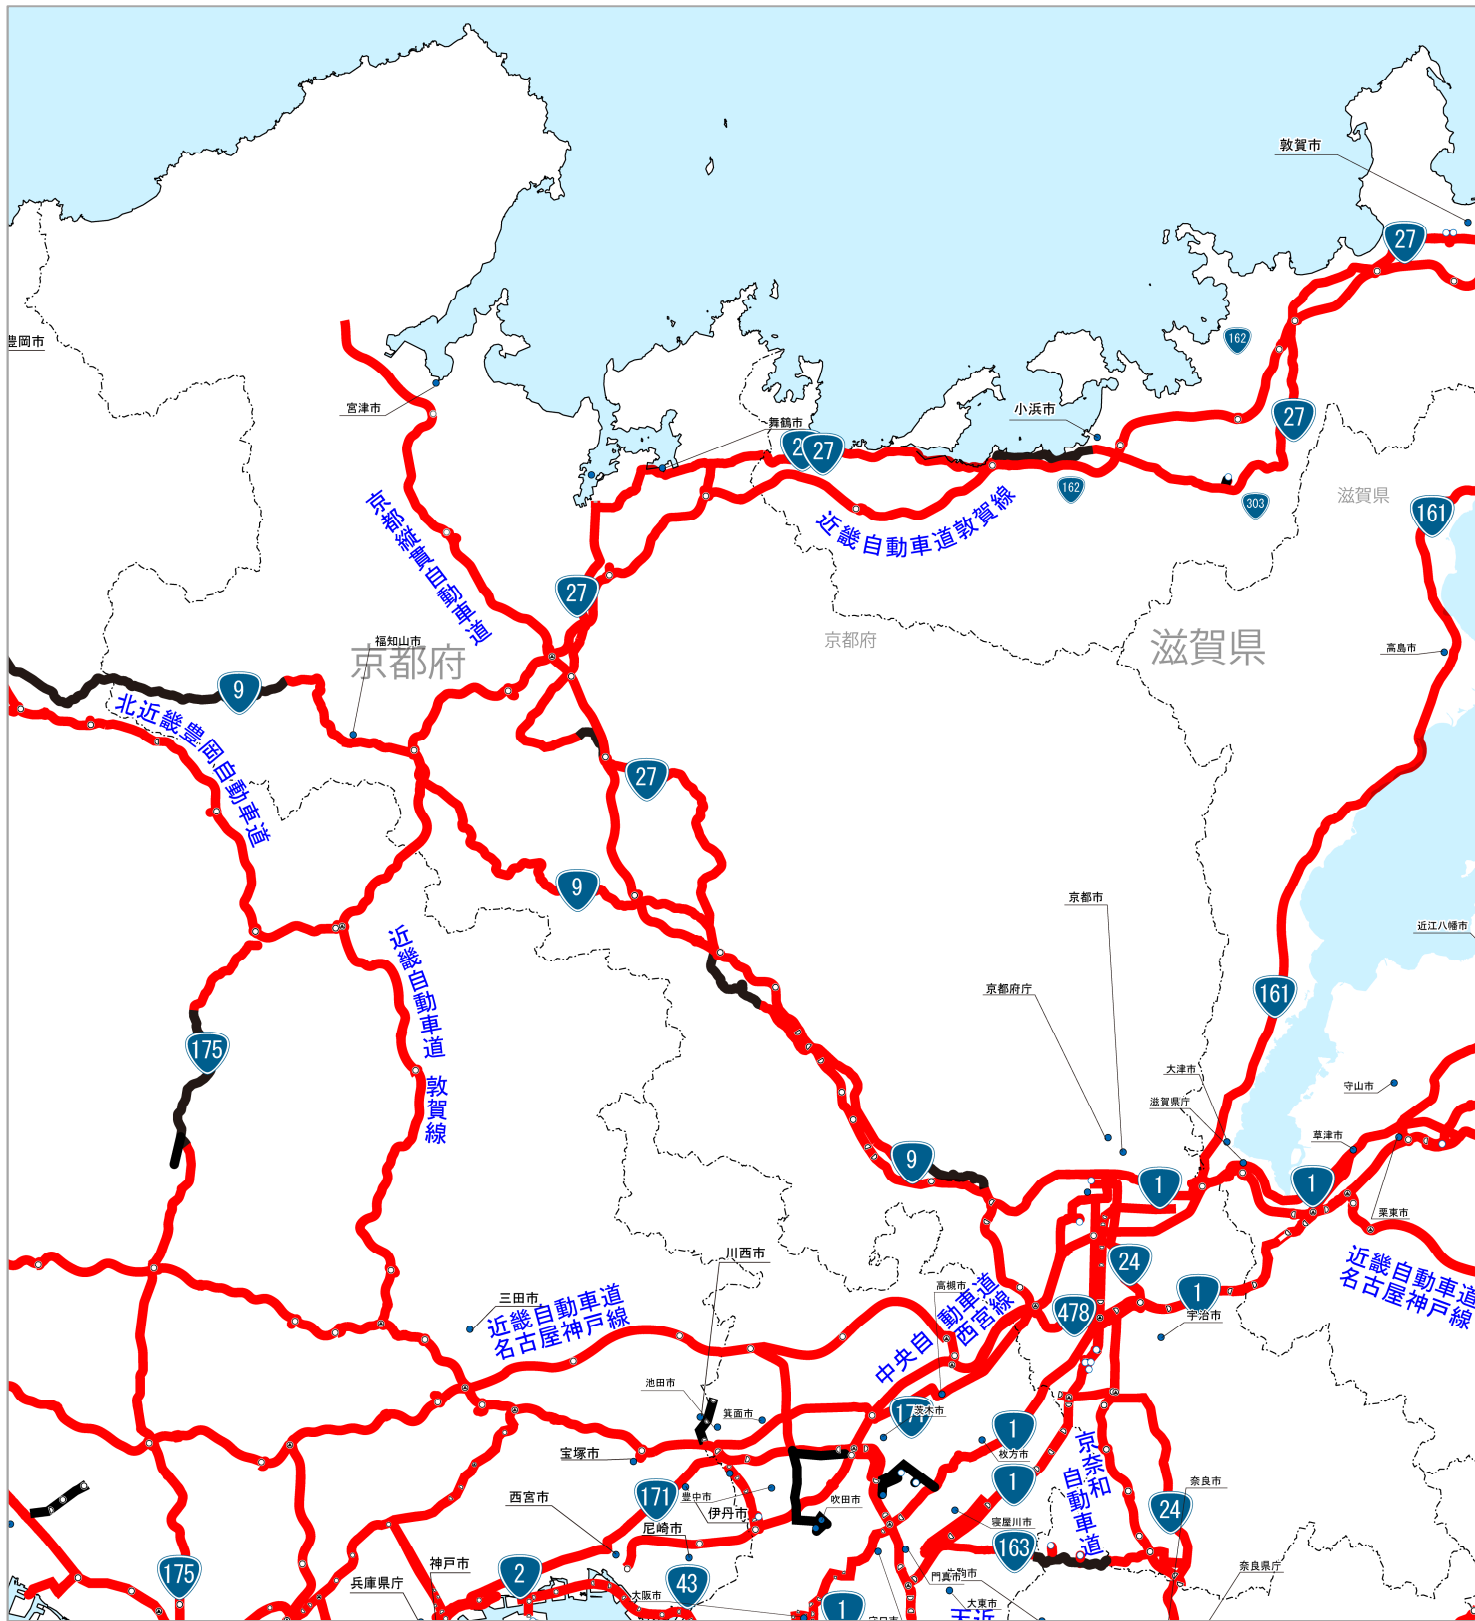 敦賀市
27
豊岡市
162
宮津市
小浜市
27
舞鶴市
2
27
162
303
滋賀県
161
京都縦貫自動車道
近畿自動車道敦賀線
27
福知山市
京都府
京都府
滋賀県
高島市
9
北近畿豊岡自動車道
27
9
京都市
近江八幡市
近畿自動車道 敦賀線
京都府庁
161
175
大津市
守山市
滋賀県庁
草津市
9
1
1
栗東市
川西市
24
近畿自動車道
名古屋神戸線
高槻市
三田市
近畿自動車道
名古屋神戸線
中央自動車道
西宮線
478
1
宇治市
池田市
箕面市
171
茨木市
1
枚方市
京奈和
自動車道
宝塚市
1
奈良市
171
豊中市
西宮市
伊丹市
吹田市
24
寝屋川市
尼崎市
163
神戸市
2
175
兵庫県庁
43
大阪市
門真市
奈良県庁
大東市
1